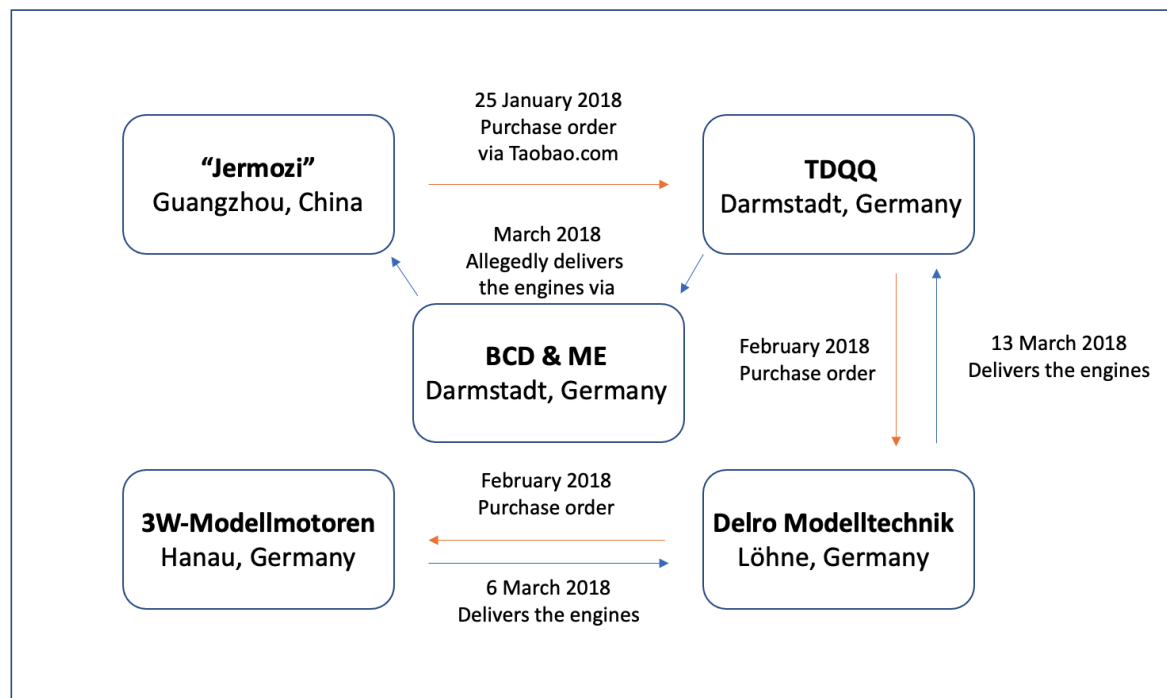 25 January 2018
Purchase order
via Taobao.com
“Jermozi”
Guangzhou, China
TDQQ
Darmstadt, Germany
March 2018
Allegedly delivers
the engines via
BCD & ME
Darmstadt, Germany
February 2018
Purchase order
13 March 2018
Delivers the engines
February 2018
Purchase order
3W-Modellmotoren
Hanau, Germany
Delro Modelltechnik
Löhne, Germany
6 March 2018
Delivers the engines